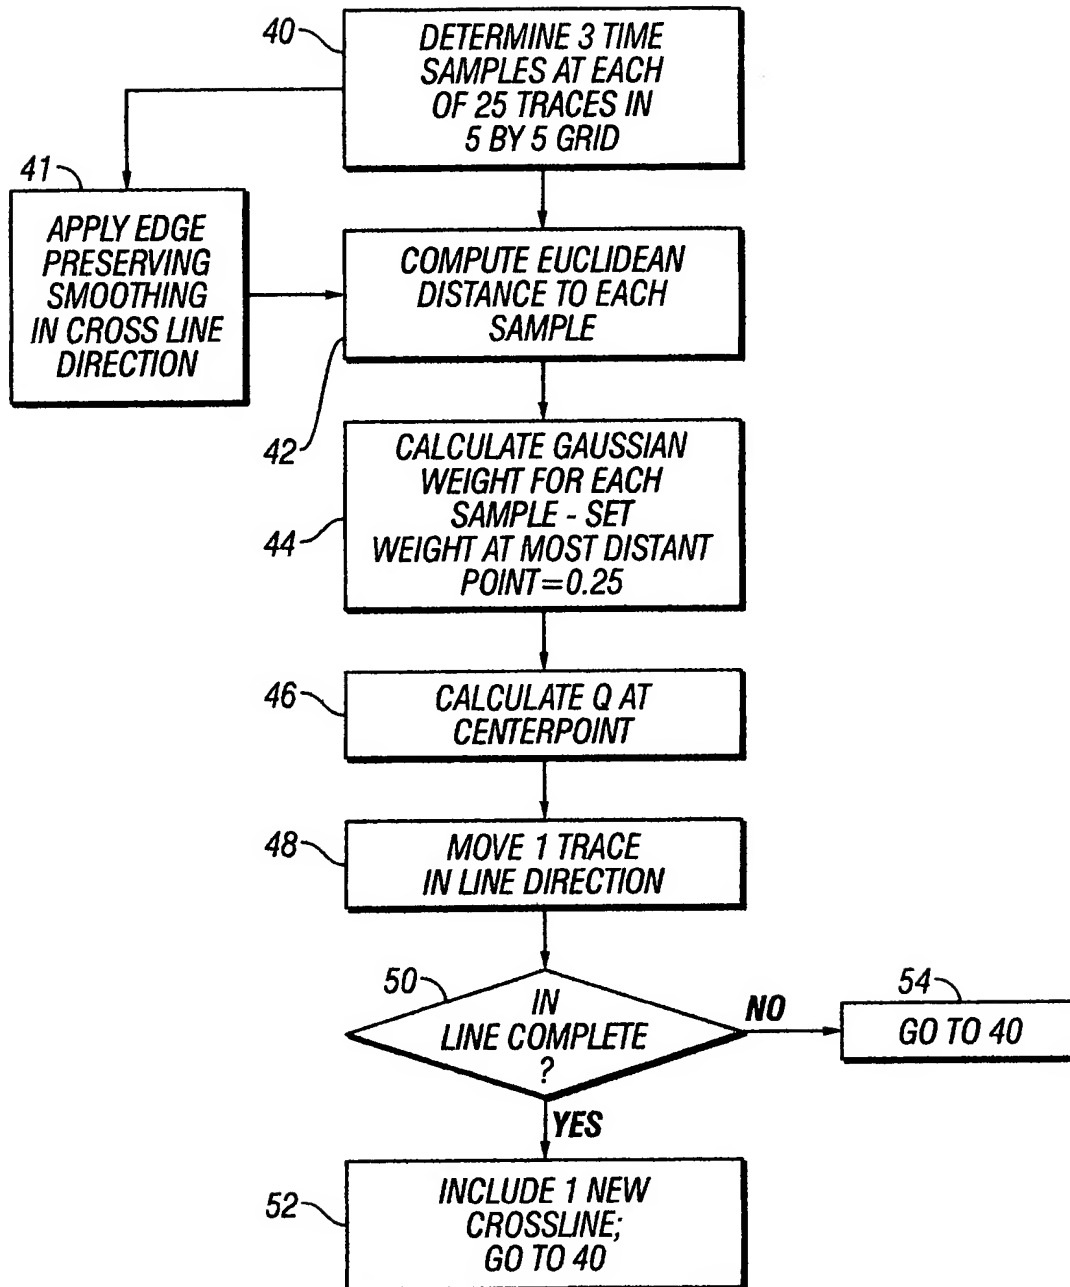 40
DETERMINE 3 TIME
SAMPLES AT EACH
OF 25 TRACES IN
5 BY 5 GRID
41
APPLY EDGE
PRESERVING
SMOOTHING
IN CROSS LINE
DIRECTION
COMPUTE EUCLIDEAN
DISTANCE TO EACH
SAMPLE
42
CALCULATE GAUSSIAN
WEIGHT FOR EACH
SAMPLE - SET
WEIGHT AT MOST DISTANT
POINT=0.25
44
46
CALCULATE Q AT
CENTERPOINT
48
MOVE 1 TRACE
IN LINE DIRECTION
50
IN
LINE COMPLETE
?
NO
54
GO TO 40
YES
52
INCLUDE 1 NEW
CROSSLINE;
GO TO 40